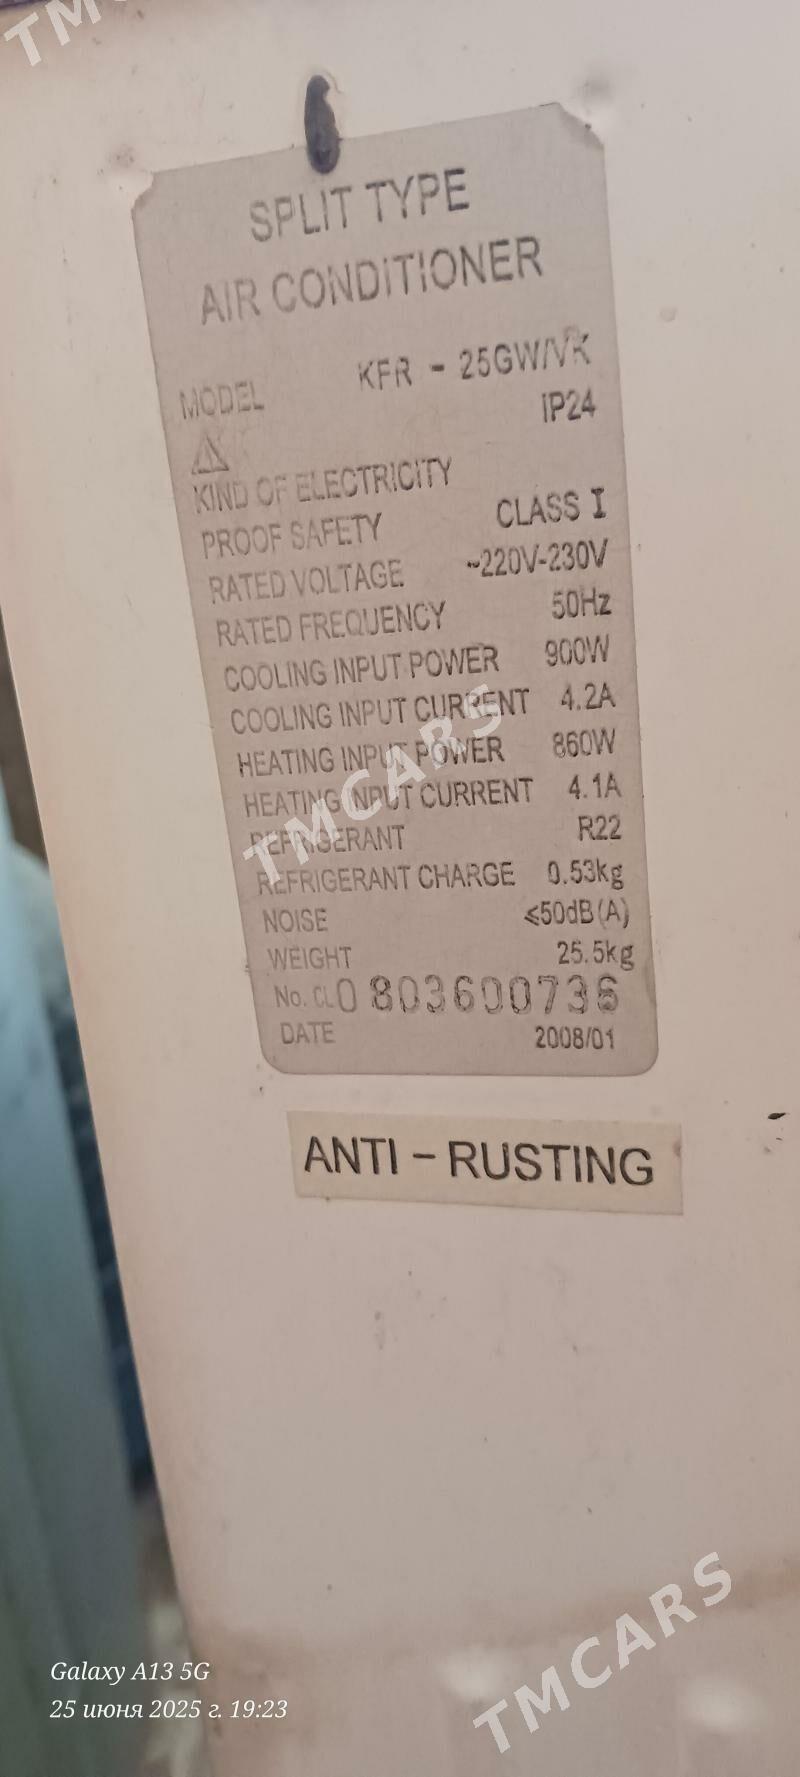 TMCARS
SPLIT TYPE
AIR CONDITIONER
MODEL KFR - 25GW/VK
IP24
KIND OF ELECTRICITY
PROOF SAFETY CLASS I
RATED VOLTAGE ~220V-230V
RATED FREQUENCY 50Hz
COOLING INPUT POWER 900W
COOLING INPUT CURRENT 4.2A
HEATING INPUT POWER 860W
HEATING INPUT CURRENT 4.1A
REFRIGERANT R22
REFRIGERANT CHARGE 0.53kg
NOISE ≤50dB(A)
WEIGHT 25.5kg
No. CL0803600736
DATE 2008/01
TMCARS
ANTI - RUSTING
Galaxy A13 5G
25 июня 2025 г. 19:23
TMCARS